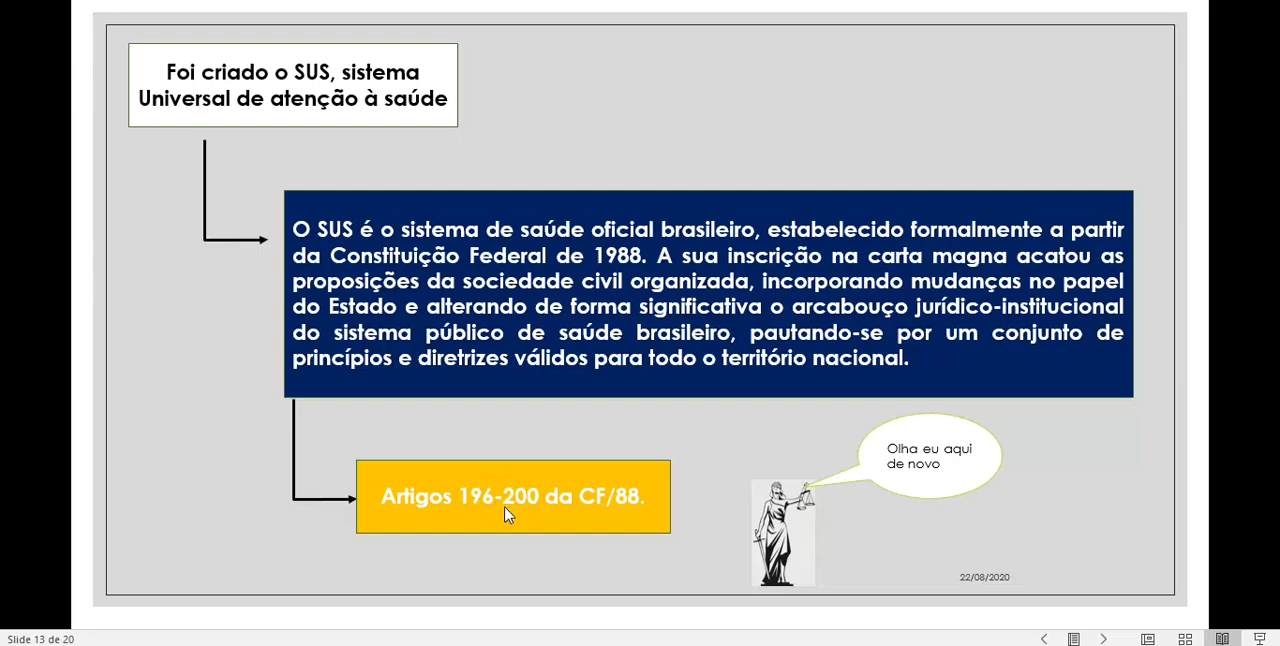 Foi criado o SUS, sistema
Universal de atenção à saúde
O SUS é o sistema de saúde oficial brasileiro, estabelecido formalmente a partir
da Constituição Federal de 1988. A sua inscrição na carta magna acatou as
proposições da sociedade civil organizada, incorporando mudanças no papel
do Estado e alterando de forma significativa o arcabouço jurídico-institucional
do sistema público de saúde brasileiro, pautando-se por um conjunto de
princípios e diretrizes válidos para todo o território nacional.
Olha eu aqui
de novo
Artigos 196-200 da CF/88.
22/08/2020
Slide 13 de 20